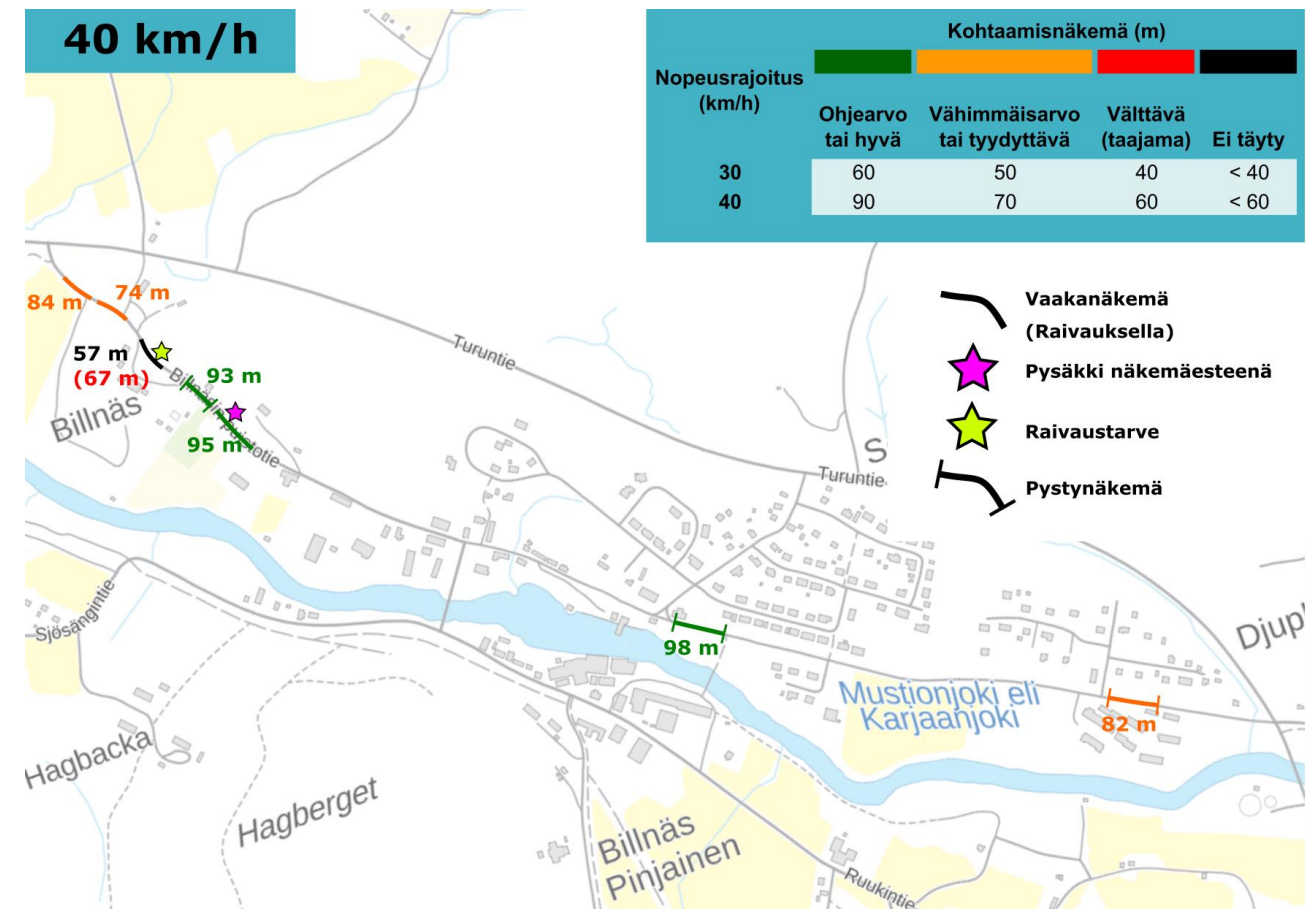 40 km/h
Kohtaamisnäkemä (m)
Nopeusrajoitus
(km/h)
Ohjearvo
tai hyvä
Vähimmäisarvo
tai tyydyttävä
Välttävä
(taajama)
Ei täyty
30 60 50 40 < 40
40 90 70 60 < 60
Vaakanäkemä
(Raivauksella)
Pysäkki näkemäesteenä
Raivaustarve
Pystynäkemä
84 m
74 m
57 m
(67 m)
93 m
95 m
Billnäs
Turuntie
Turuntie
S
98 m
82 m
Mustionjoki eli
Karjaanjoki
Sjösängintie
Hagbacka
Hagberget
Billnäs
Pinjainen
Ruukintie